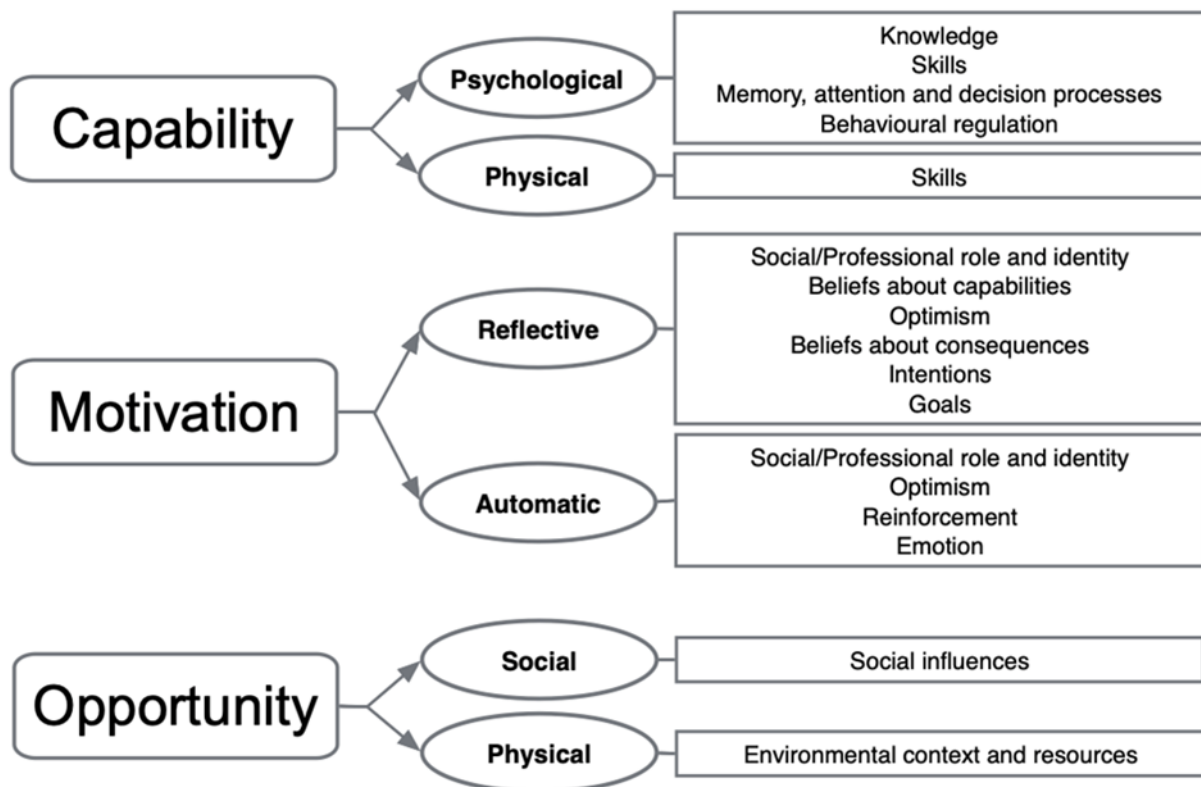 Capability
Psychological
Knowledge
Skills
Memory, attention and decision processes
Behavioural regulation
Physical
Skills
Motivation
Reflective
Social/Professional role and identity
Beliefs about capabilities
Optimism
Beliefs about consequences
Intentions
Goals
Automatic
Social/Professional role and identity
Optimism
Reinforcement
Emotion
Opportunity
Social
Social influences
Physical
Environmental context and resources